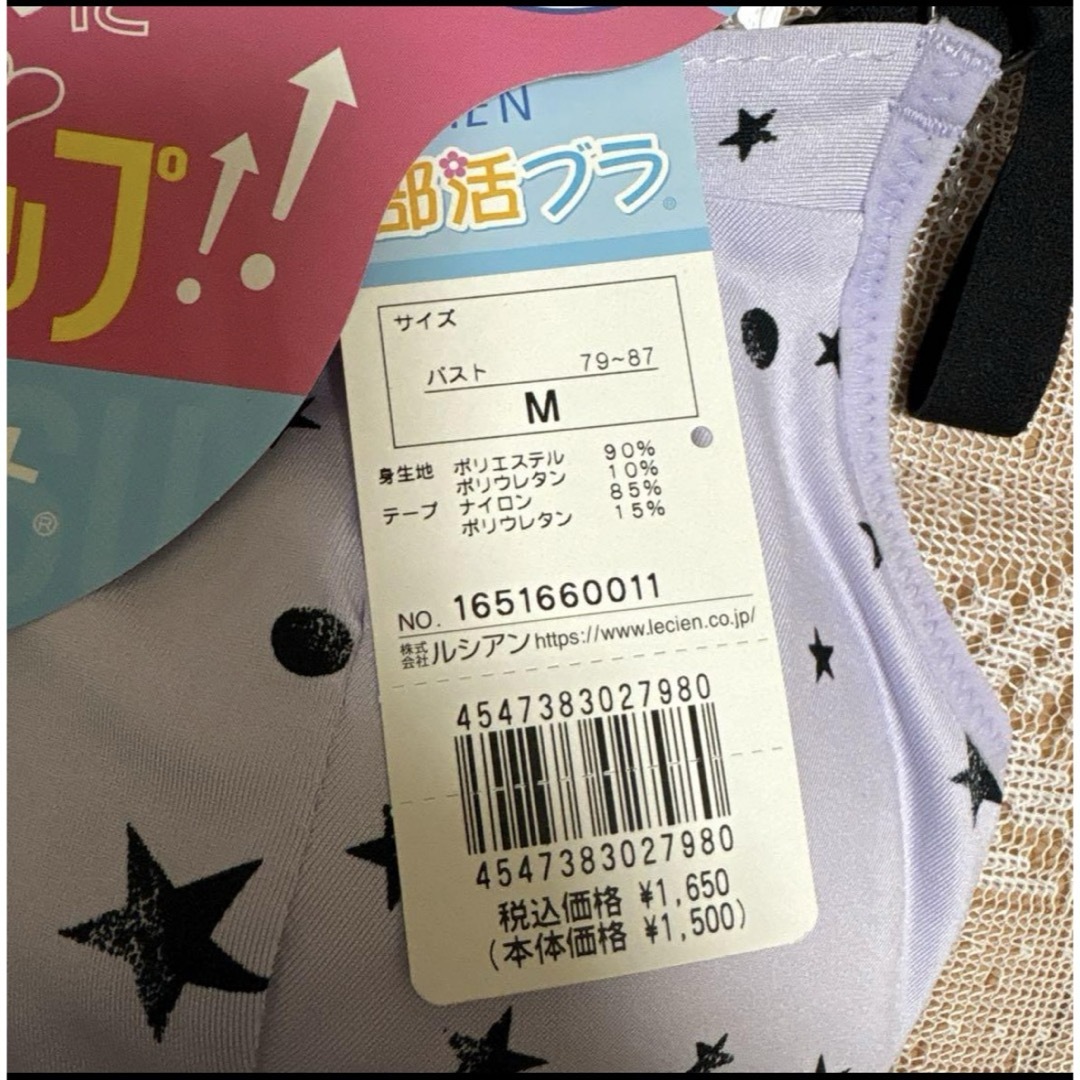 に
ップ!!
®
部活ブラ®
サイズ
バスト 79~87
M
身生地 ポリエステル 90%
ポリウレタン 10%
テープ ナイロン 85%
ポリウレタン 15%
NO. 1651660011
株式会社 ルシアン https://www.lecien.co.jp/
4547383027980
4547383027980
税込価格 ¥1,650
(本体価格 ¥1,500)